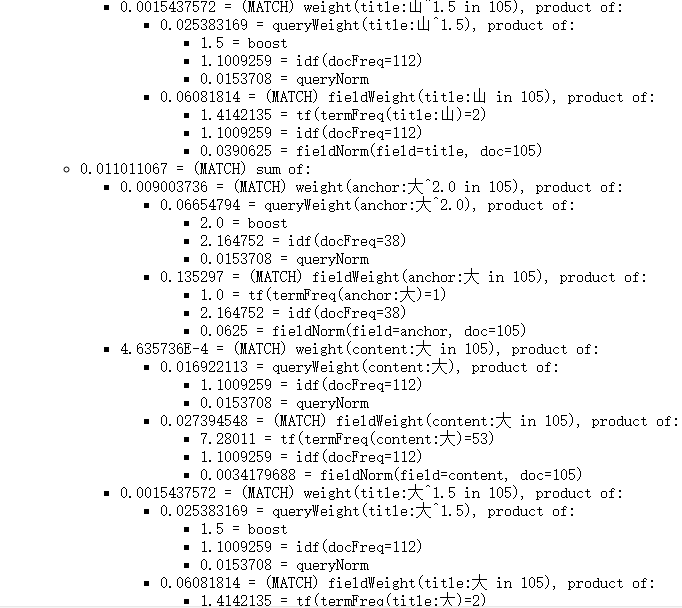 0.0015437572 = (MATCH) weight(title:山^1.5 in 105), product of:
0.025383169 = queryWeight(title:山^1.5), product of:
1.5 = boost
1.1009259 = idf(docFreq=112)
0.0153708 = queryNorm
0.06081814 = (MATCH) fieldWeight(title:山 in 105), product of:
1.4142135 = tf(termFreq(title:山)=2)
1.1009259 = idf(docFreq=112)
0.0390625 = fieldNorm(field=title, doc=105)
0.011011067 = (MATCH) sum of:
0.009003736 = (MATCH) weight(anchor:大^2.0 in 105), product of:
0.06654794 = queryWeight(anchor:大^2.0), product of:
2.0 = boost
2.164752 = idf(docFreq=38)
0.0153708 = queryNorm
0.135297 = (MATCH) fieldWeight(anchor:大 in 105), product of:
1.0 = tf(termFreq(anchor:大)=1)
2.164752 = idf(docFreq=38)
0.0625 = fieldNorm(field=anchor, doc=105)
4.635736E-4 = (MATCH) weight(content:大 in 105), product of:
0.016922113 = queryWeight(content:大), product of:
1.1009259 = idf(docFreq=112)
0.0153708 = queryNorm
0.027394548 = (MATCH) fieldWeight(content:大 in 105), product of:
7.28011 = tf(termFreq(content:大)=53)
1.1009259 = idf(docFreq=112)
0.0034179688 = fieldNorm(field=content, doc=105)
0.0015437572 = (MATCH) weight(title:大^1.5 in 105), product of:
0.025383169 = queryWeight(title:大^1.5), product of:
1.5 = boost
1.1009259 = idf(docFreq=112)
0.0153708 = queryNorm
0.06081814 = (MATCH) fieldWeight(title:大 in 105), product of:
1.4142135 = tf(termFreq(title:大)=2)